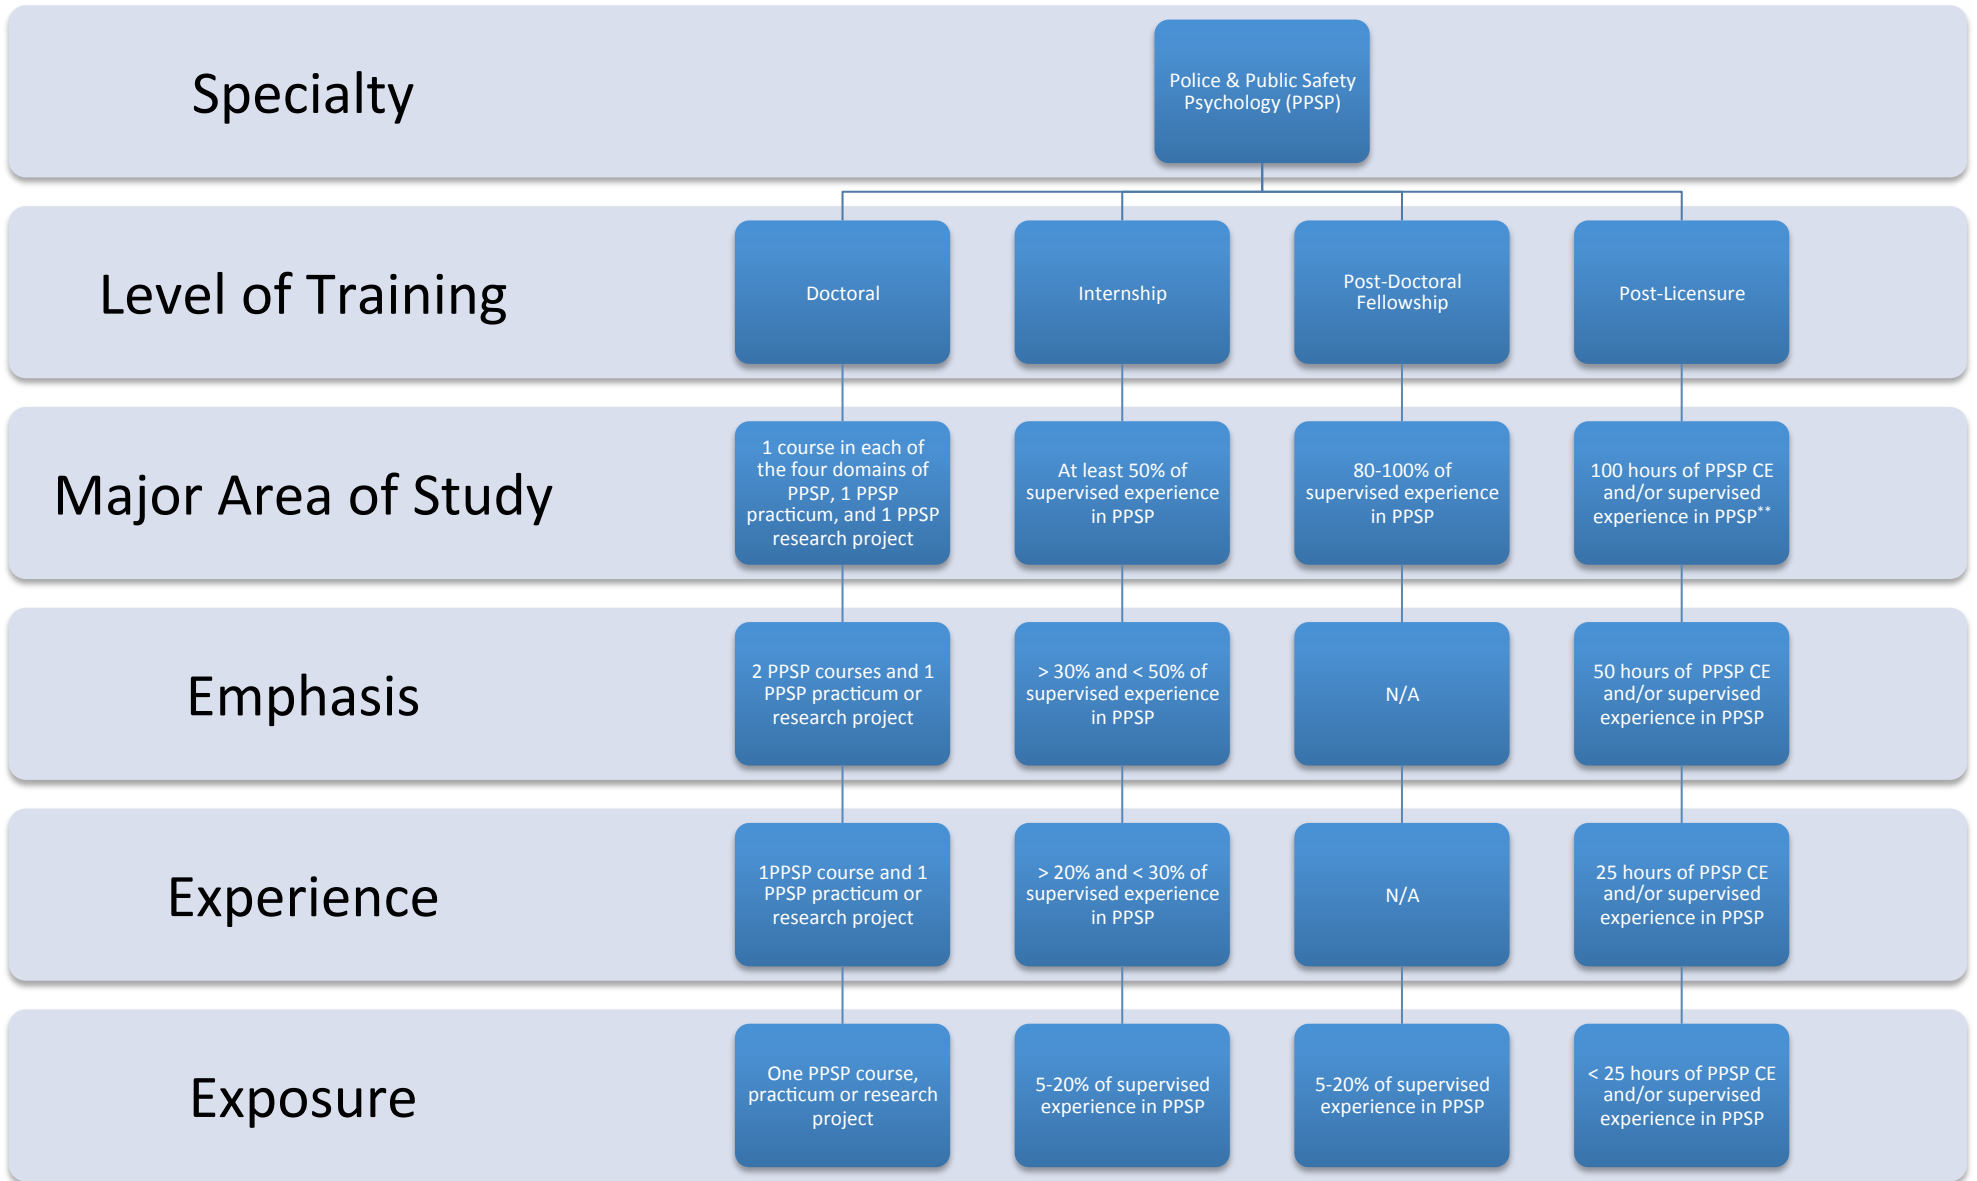 Specialty
Police & Public Safety
Psychology (PPSP)
Level of Training
Doctoral
Internship
Post-Doctoral
Fellowship
Post-Licensure
Major Area of Study
1 course in each of
the four domains of
PPSP, 1 PPSP
practicum, and 1 PPSP
research project
At least 50% of
supervised experience
in PPSP
80-100% of
supervised experience
in PPSP
100 hours of PPSP CE
and/or supervised
experience in PPSP**
Emphasis
2 PPSP courses and 1
PPSP practicum or
research project
> 30% and < 50% of
supervised experience
in PPSP
N/A
50 hours of  PPSP CE
and/or supervised
experience in PPSP
Experience
1PPSP course and 1
PPSP practicum or
research project
> 20% and < 30% of
supervised experience
in PPSP
N/A
25 hours of PPSP CE
and/or supervised
experience in PPSP
Exposure
One PPSP course,
practicum or research
project
5-20% of supervised
experience in PPSP
5-20% of supervised
experience in PPSP
< 25 hours of PPSP CE
and/or supervised
experience in PPSP